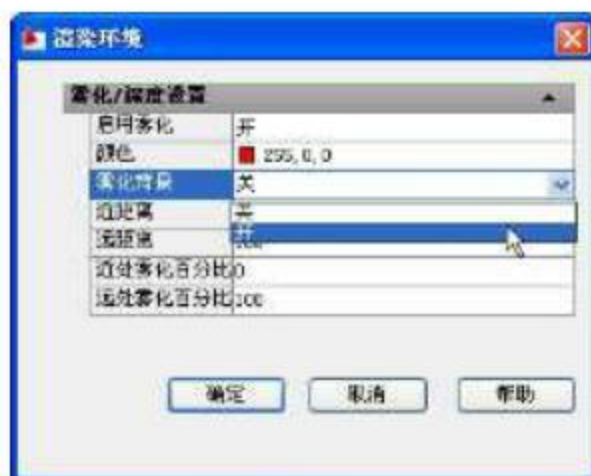 渲染环境
雾化/深度设置
启用雾化 开
颜色 255, 0, 0
雾化背景 关
近距离 关
远距离 开
近处雾化百分比 0
远处雾化百分比 100
确定 取消 帮助